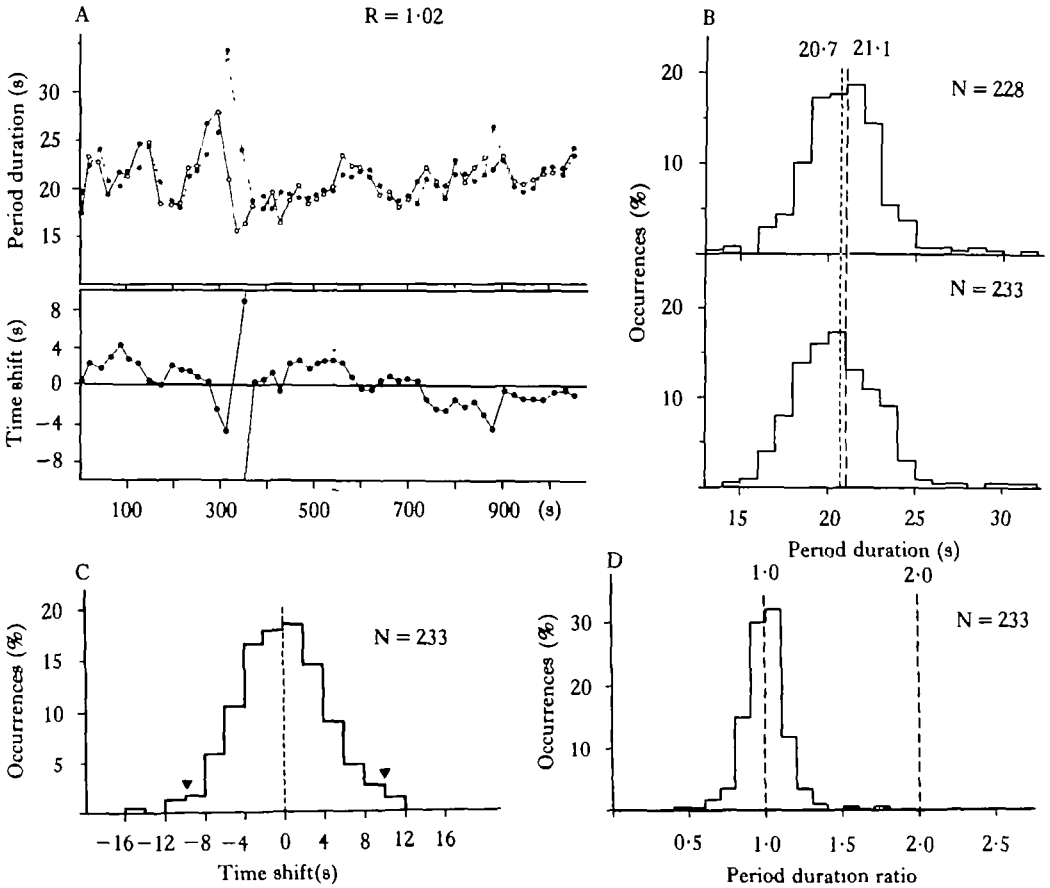 A
R = 1·02
Period duration (s)
30
25
20
15
Time shift (s)
8
4
0
−4
−8
100
300
500
700
900
(s)
B
20·7
21·1
N = 228
20
10
Occurrences (%)
N = 233
20
10
15
20
25
30
Period duration (s)
C
Occurrences (%)
20
15
10
5
N = 233
−16
−12
−8
−4
0
4
8
12
16
Time shift(s)
D
1·0
2·0
Occurrences (%)
30
20
10
N = 233
0·5
1·0
1·5
2·0
2·5
Period duration ratio